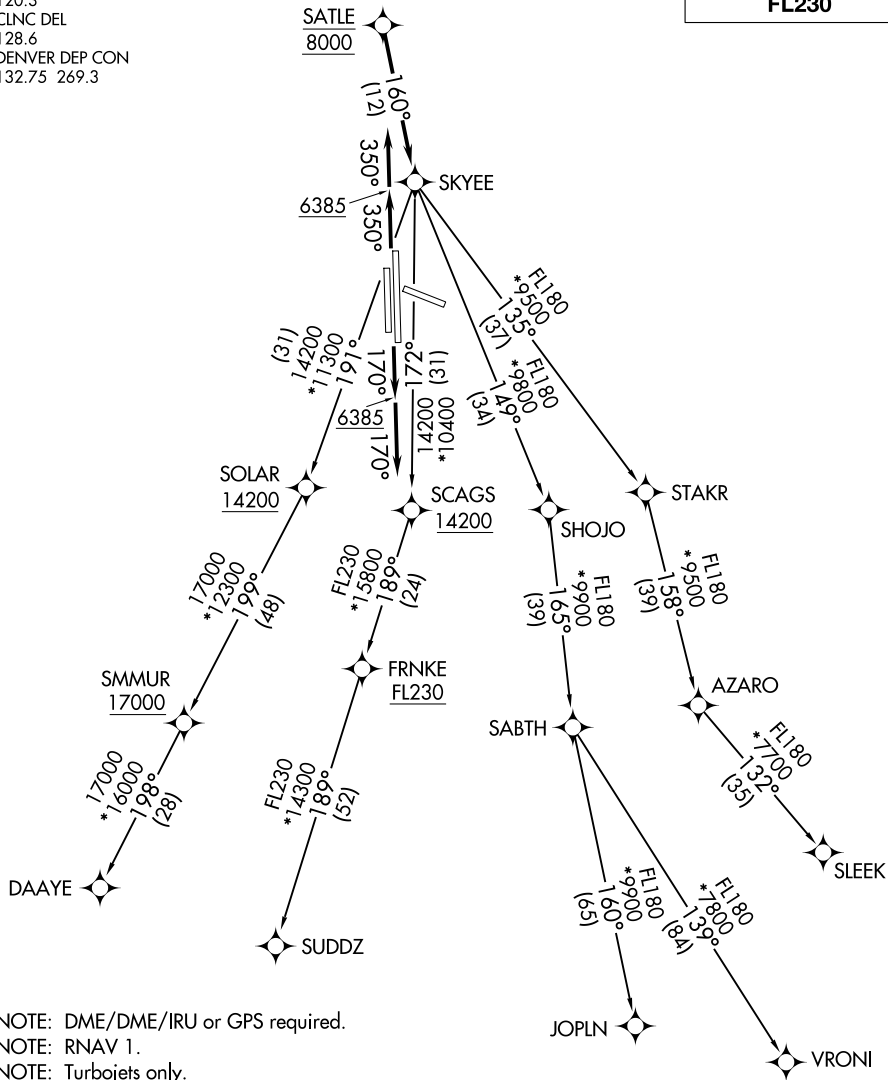 120.3
CLNC DEL
128.6
DENVER DEP CON
132.75 269.3
FL230
SATLE
8000
160°
(12)
350°
SKYEE
6385
350°
FL180
*9500
135°
(37)
(31)
14200
*11300
191°
170°
172°
(31)
FL180
*9800
149°
(34)
6385
14200
*10400
170°
SOLAR
14200
SCAGS
14200
SHOJO
STAKR
17000
*12300
199°
(48)
FL230
*15800
189°
(24)
FL180
*9900
165°
(39)
FL180
*9500
158°
(39)
SMMUR
17000
FRNKE
FL230
SABTH
AZARO
17000
*16000
198°
(28)
FL230
*14300
189°
(52)
FL180
*7700
132°
(35)
DAAYE
SLEEK
SUDDZ
FL180
*9900
160°
(65)
FL180
*7800
139°
(84)
JOPLN
VRONI
NOTE: DME/DME/IRU or GPS required.
NOTE: RNAV 1.
NOTE: Turbojets only.